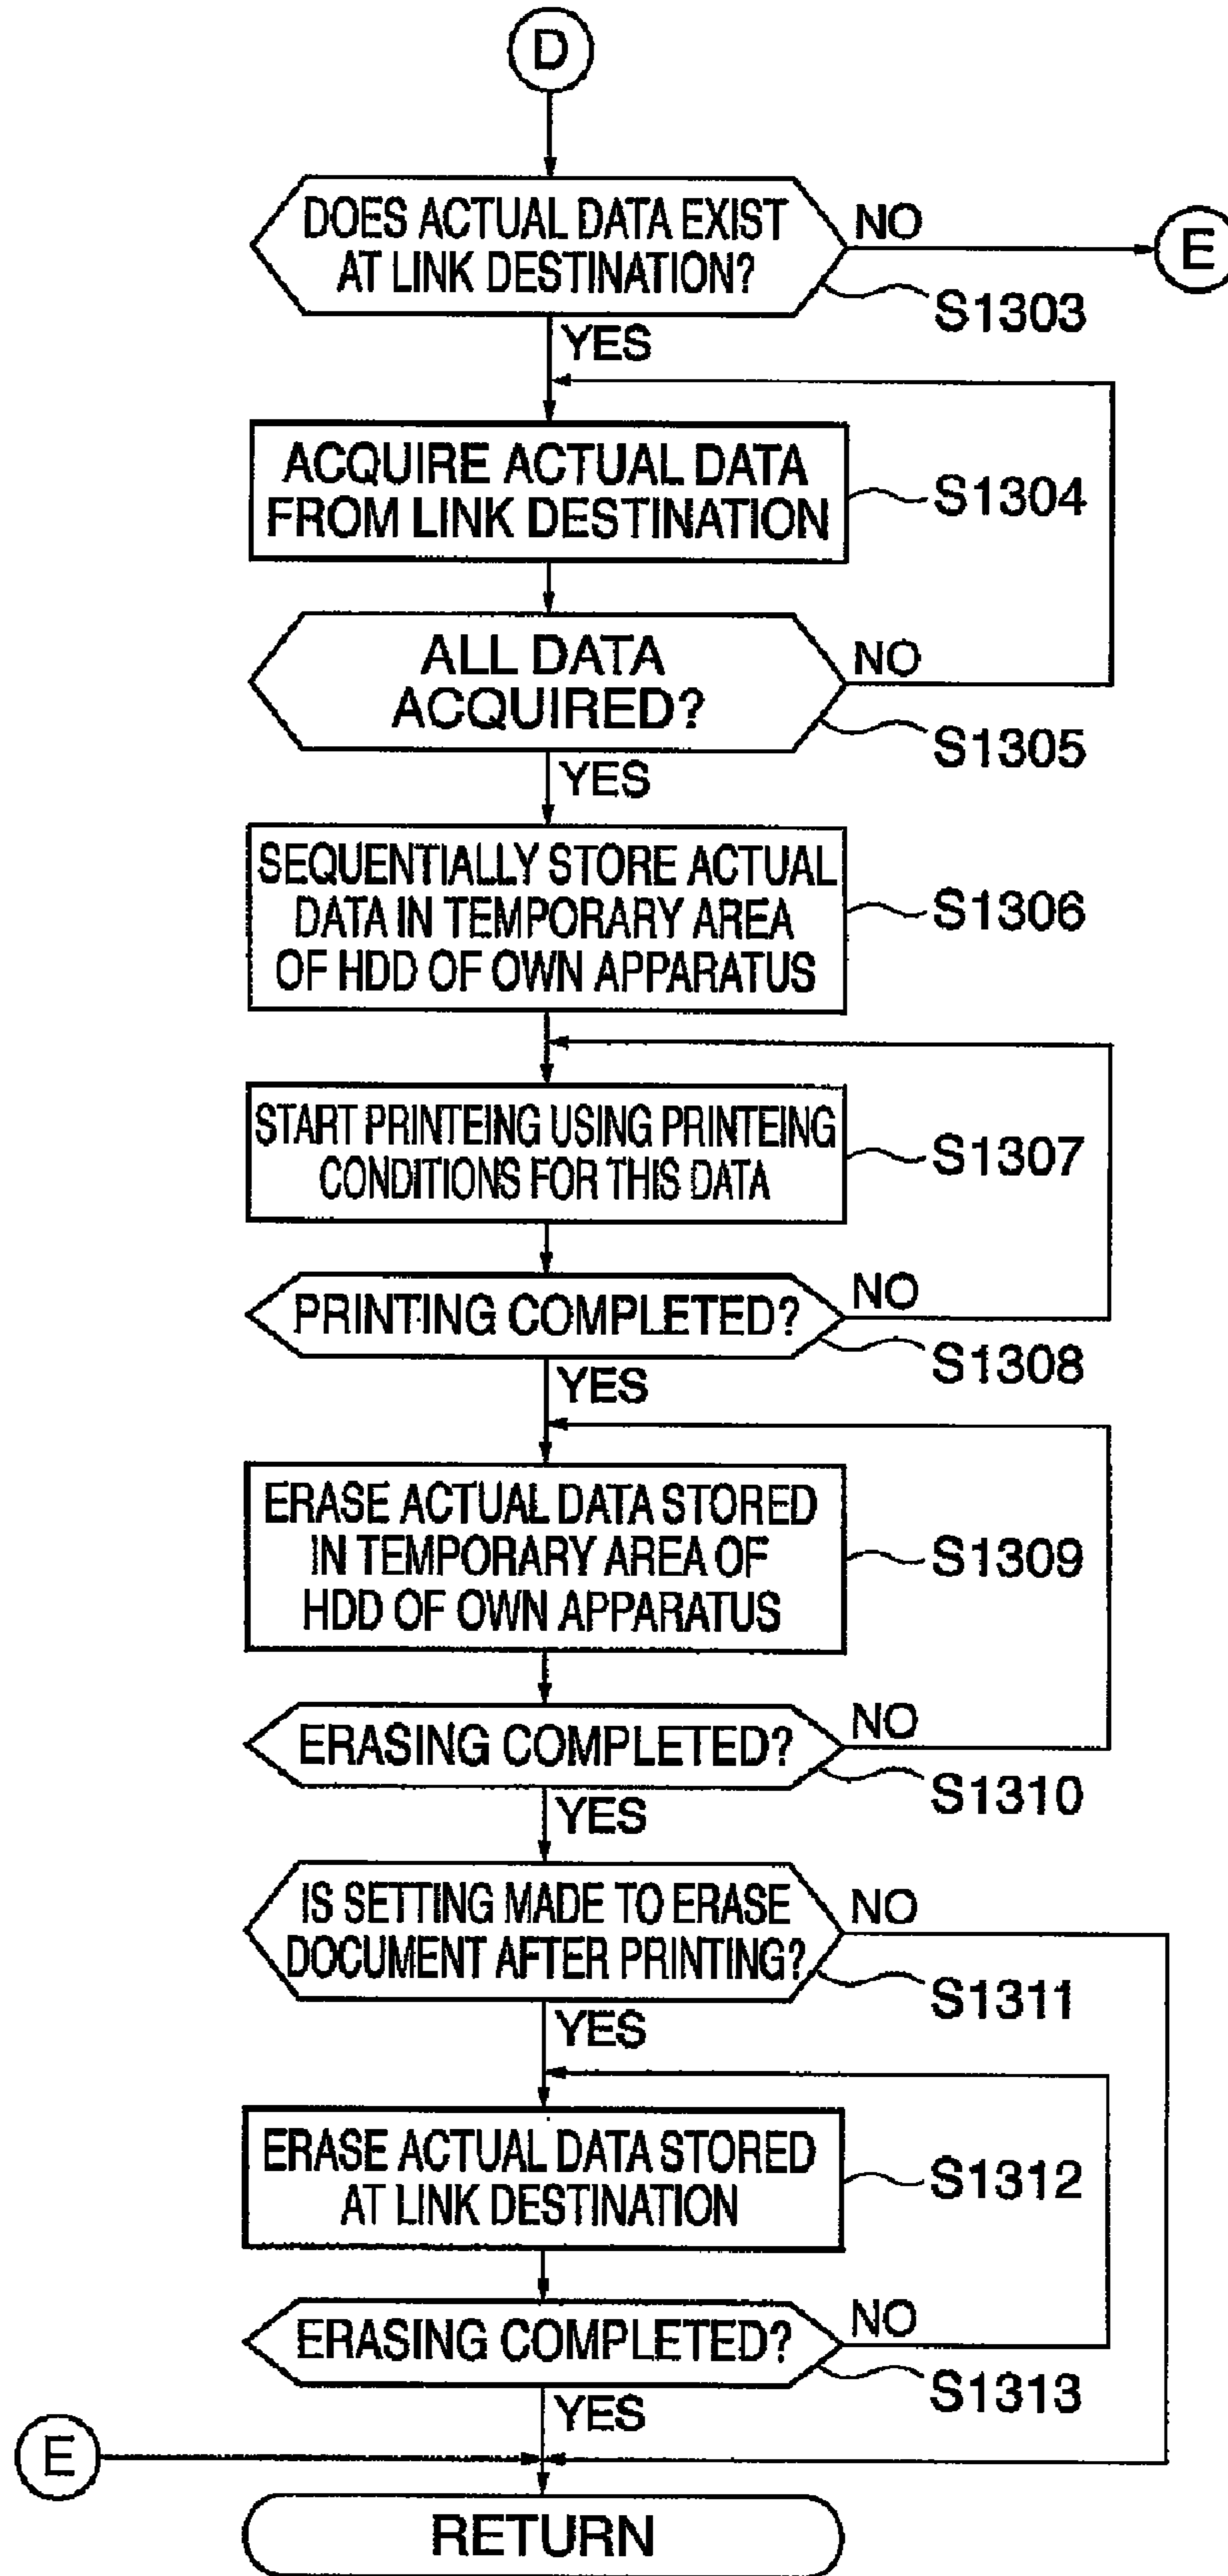 D
DOES ACTUAL DATA EXIST
AT LINK DESTINATION?
NO
E
S1303
YES
ACQUIRE ACTUAL DATA
FROM LINK DESTINATION
S1304
ALL DATA
ACQUIRED?
NO
S1305
YES
SEQUENTIALLY STORE ACTUAL
DATA IN TEMPORARY AREA
OF HDD OF OWN APPARATUS
S1306
START PRINTEING USING PRINTEING
CONDITIONS FOR THIS DATA
S1307
PRINTING COMPLETED?
NO
S1308
YES
ERASE ACTUAL DATA STORED
IN TEMPORARY AREA OF
HDD OF OWN APPARATUS
S1309
ERASING COMPLETED?
NO
S1310
YES
IS SETTING MADE TO ERASE
DOCUMENT AFTER PRINTING?
NO
S1311
YES
ERASE ACTUAL DATA STORED
AT LINK DESTINATION
S1312
ERASING COMPLETED?
NO
S1313
YES
E
RETURN